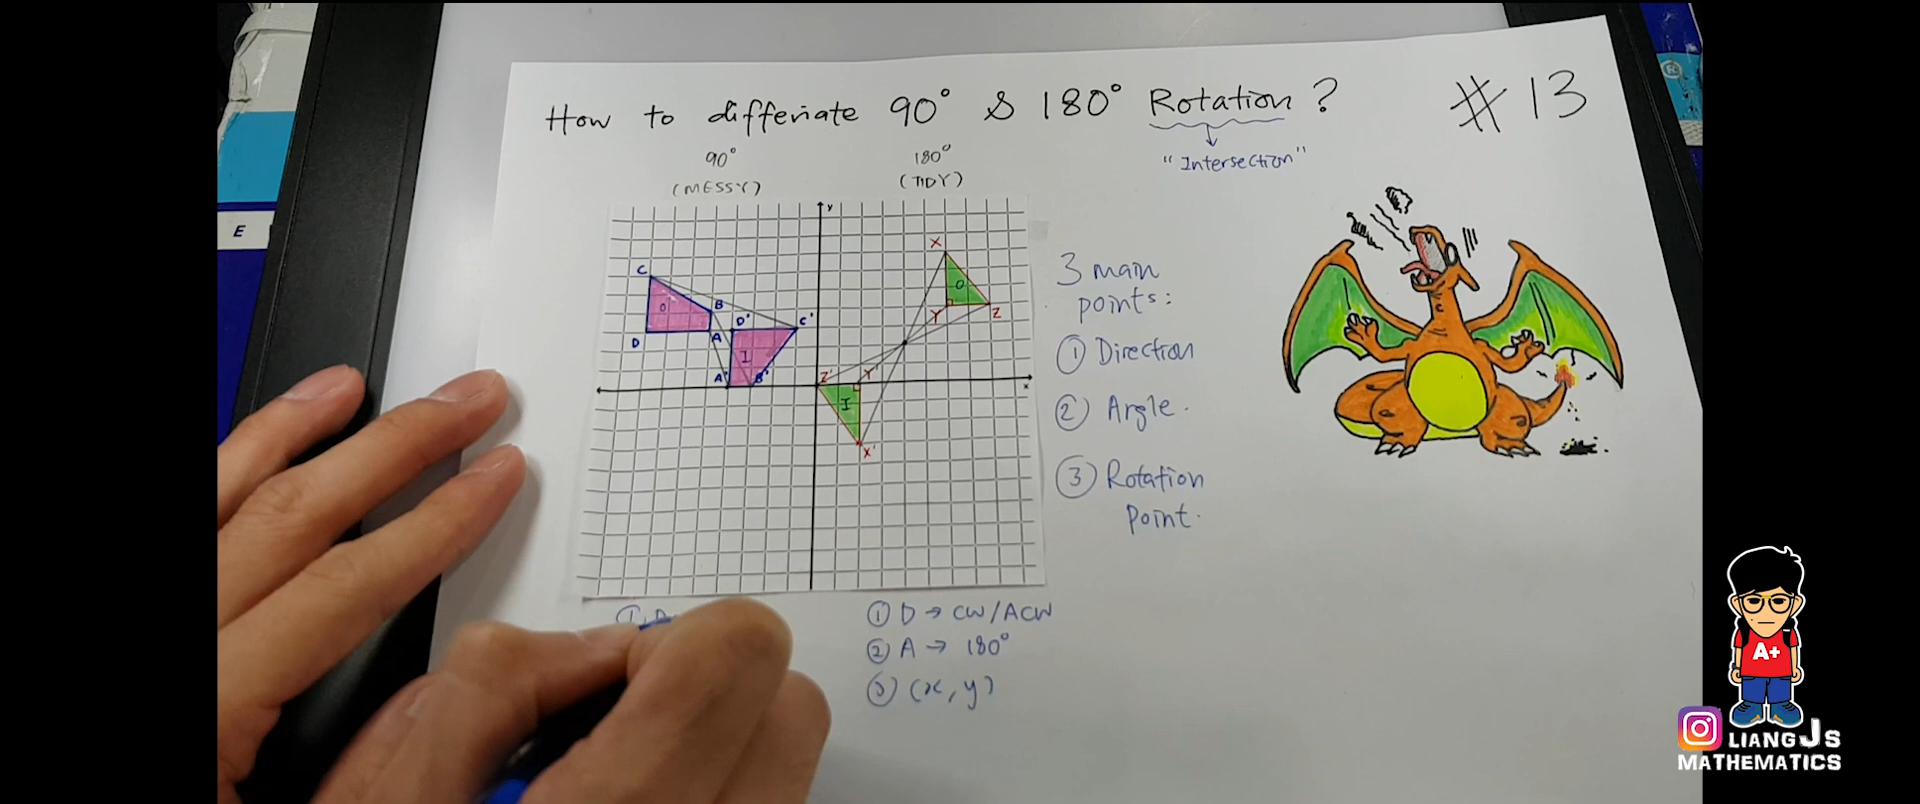 How to differiate 90° & 180° Rotation ?
# 13
"Intersection"
90°
(MESSY)
180°
(TIDY)
y
x
C
B
O
D
A
D'
C'
I
A'
B'
X
O
Y
Z
Z'
Y'
I
X'
3 main
points:
① Direction
② Angle.
③ Rotation
Point.
① D → CW/ACW
② A → 180°
③ (x, y)
E
®
A+
LIANGJS
MATHEMATICS